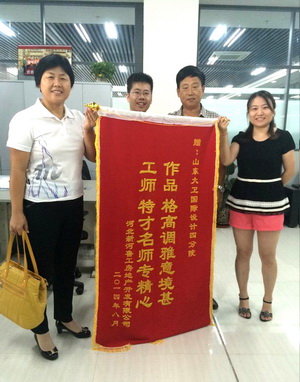 赠：山东大卫国际设计四分院
作品 格高调雅意境甚
工师 特才名师专精心
河北新河工房地产开发有限公司
二〇一四年八月